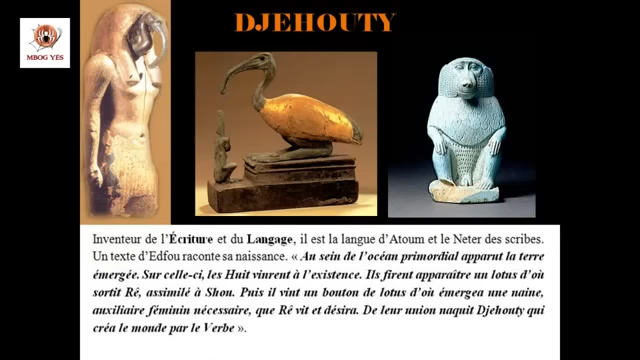 DJEHOUTY
MBOG YÉS
Inventeur de l'Écriture et du Langage, il est la langue d'Atoum et le Neter des scribes.
Un texte d'Edfou raconte sa naissance. « Au sein de l'océan primordial apparut la terre
émergée. Sur celle-ci, les Huit vinrent à l'existence. Ils firent apparaître un lotus d'où
sortit Rê, assimilé à Shou. Puis il vint un bouton de lotus d'où émergea une naine,
auxiliaire féminin nécessaire, que Rê vit et désira. De leur union naquit Djehouty qui
créa le monde par le Verbe ».